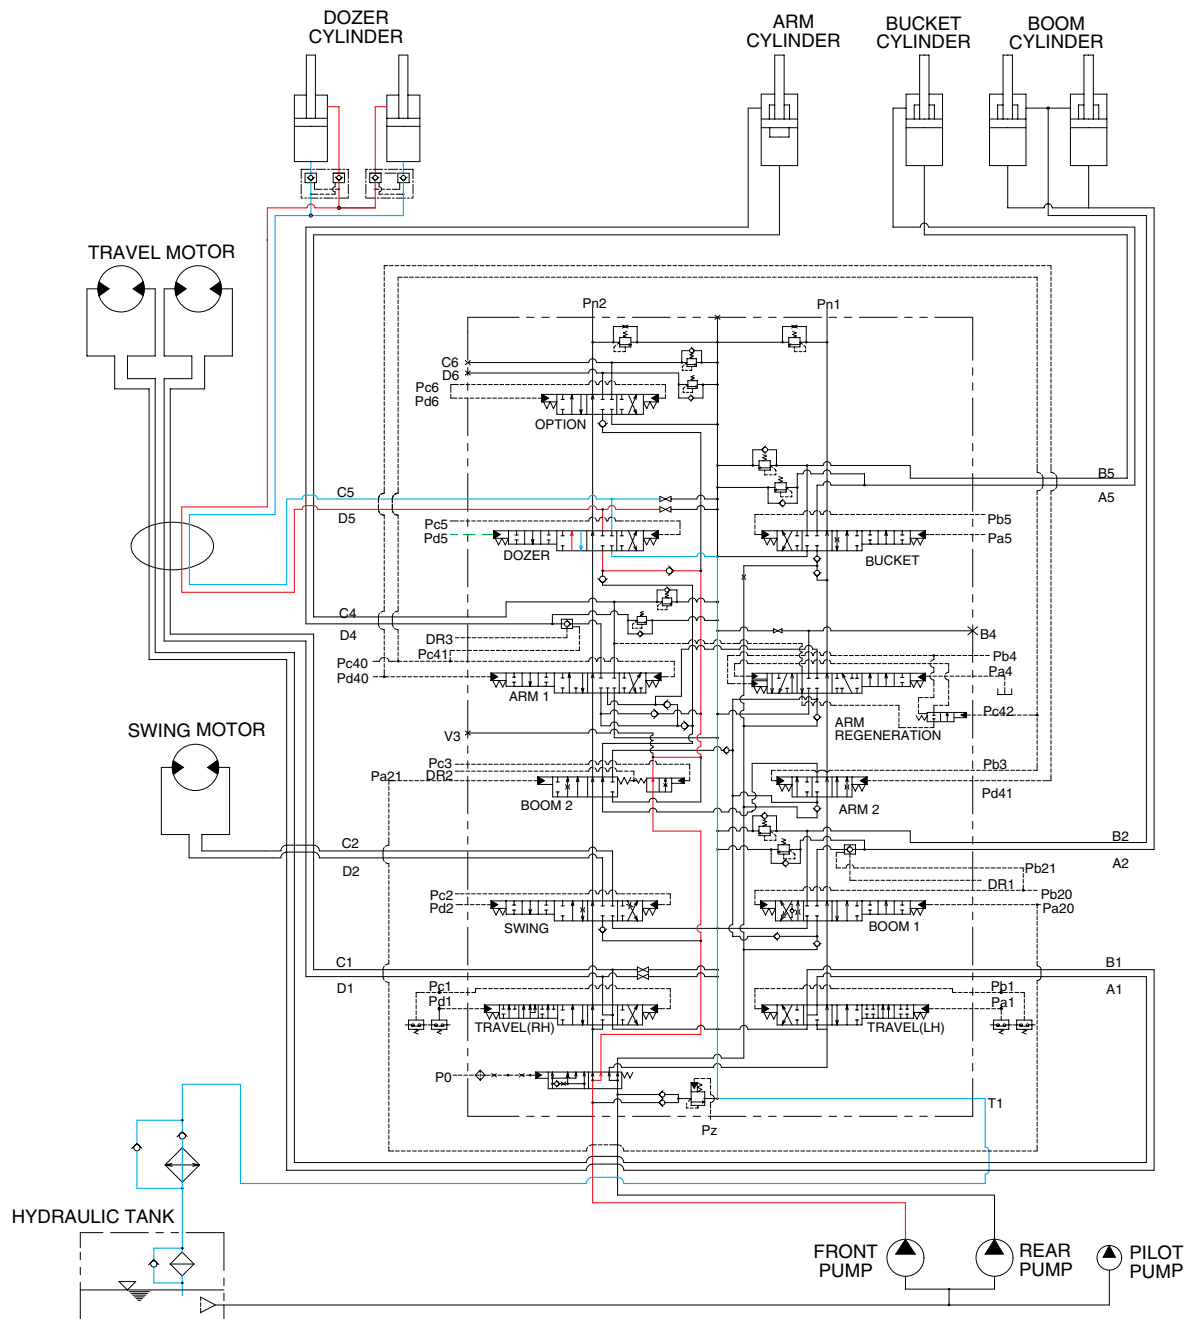 DOZER
CYLINDER
ARM
CYLINDER
BUCKET
CYLINDER
BOOM
CYLINDER
TRAVEL MOTOR
Pn2
Pn1
C6
D6
Pc6
Pd6
OPTION
C5
D5
Pc5
Pd5
DOZER
B5
A5
Pb5
Pa5
BUCKET
C4
D4
DR3
Pc41
Pc40
Pd40
ARM 1
B4
Pb4
Pa4
Pc42
ARM
REGENERATION
SWING MOTOR
V3
Pc3
DR2
Pa21
BOOM 2
Pb3
Pd41
ARM 2
C2
D2
Pc2
Pd2
SWING
B2
A2
Pb21
DR1
Pb20
Pa20
BOOM 1
C1
D1
Pc1
Pd1
TRAVEL(RH)
B1
A1
Pb1
Pa1
TRAVEL(LH)
P0
Pz
T1
HYDRAULIC TANK
FRONT
PUMP
REAR
PUMP
PILOT
PUMP